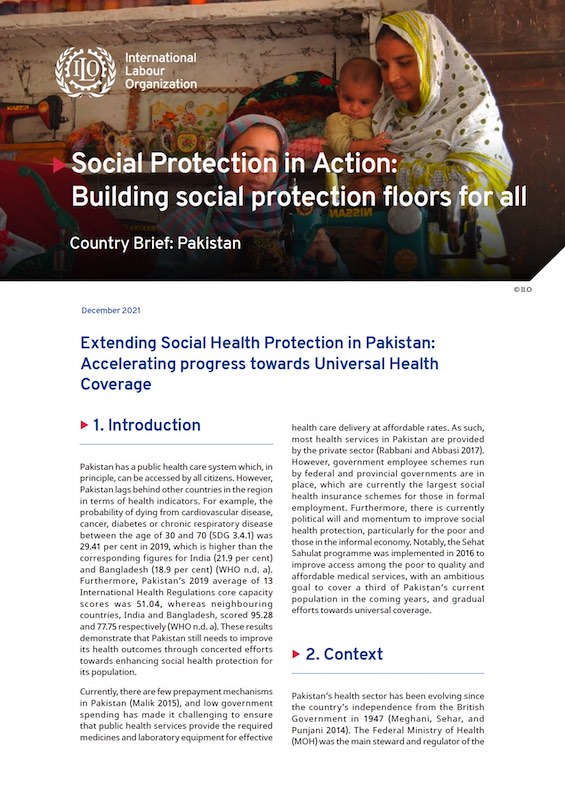 International
Labour
Organization
ILO
Social Protection in Action:
Building social protection floors for all
NISSAN
Country Brief: Pakistan
© ILO
December 2021
Extending Social Health Protection in Pakistan:
Accelerating progress towards Universal Health
Coverage
1. Introduction
Pakistan has a public health care system which, in
principle, can be accessed by all citizens. However,
Pakistan lags behind other countries in the region
in terms of health indicators. For example, the
probability of dying from cardiovascular disease,
cancer, diabetes or chronic respiratory disease
between the age of 30 and 70 (SDG 3.4.1) was
29.41 per cent in 2019, which is higher than the
corresponding figures for India (21.9 per cent)
and Bangladesh (18.9 per cent) (WHO n.d. a).
Furthermore, Pakistan's 2019 average of 13
International Health Regulations core capacity
scores was 51.04, whereas neighbouring
countries, India and Bangladesh, scored 95.28
and 77.75 respectively (WHO n.d. a). These results
demonstrate that Pakistan still needs to improve
its health outcomes through concerted efforts
towards enhancing social health protection for
its population.
Currently, there are few prepayment mechanisms
in Pakistan (Malik 2015), and low government
spending has made it challenging to ensure
that public health services provide the required
medicines and laboratory equipment for effective
health care delivery at affordable rates. As such,
most health services in Pakistan are provided
by the private sector (Rabbani and Abbasi 2017).
However, government employee schemes run
by federal and provincial governments are in
place, which are currently the largest social
health insurance schemes for those in formal
employment. Furthermore, there is currently
political will and momentum to improve social
health protection, particularly for the poor and
those in the informal economy. Notably, the Sehat
Sahulat programme was implemented in 2016 to
improve access among the poor to quality and
affordable medical services, with an ambitious
goal to cover a third of Pakistan's current
population in the coming years, and gradual
efforts towards universal coverage.
2. Context
Pakistan's health sector has been evolving since
the country's independence from the British
Government in 1947 (Meghani, Sehar, and
Punjani 2014). The Federal Ministry of Health
(MOH) was the main steward and regulator of the